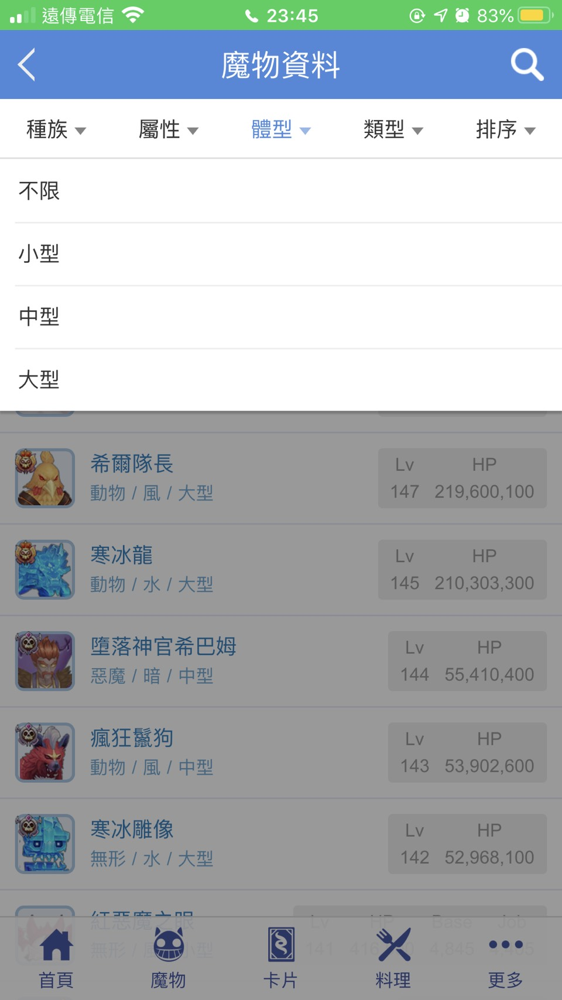 遠傳電信 23:45 83%
魔物資料
種族 屬性 體型 類型 排序
不限
小型
中型
大型
希爾隊長 Lv HP
動物 / 風 / 大型 147 219,600,100
寒冰龍 Lv HP
動物 / 水 / 大型 145 210,303,300
墮落神官希巴姆 Lv HP
惡魔 / 暗 / 中型 144 55,410,400
瘋狂鬣狗 Lv HP
動物 / 風 / 中型 143 53,902,600
寒冰雕像 Lv HP
無形 / 水 / 大型 142 52,968,100
紅惡魔之眼 Lv HP Base Job
無形 / 小型 141 4,845
首頁 魔物 卡片 料理 更多